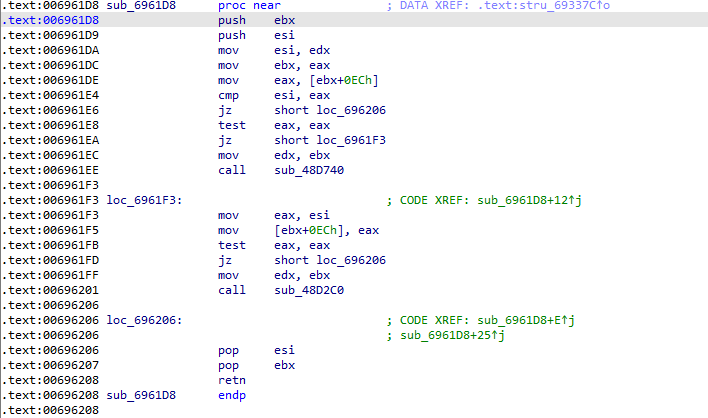 .text:006961D8 sub_6961D8 proc near ; DATA XREF: .text:stru_69337C↑o
.text:006961D8 push ebx
.text:006961D9 push esi
.text:006961DA mov esi, edx
.text:006961DC mov ebx, eax
.text:006961DE mov eax, [ebx+0ECh]
.text:006961E4 cmp esi, eax
.text:006961E6 jz short loc_696206
.text:006961E8 test eax, eax
.text:006961EA jz short loc_6961F3
.text:006961EC mov edx, ebx
.text:006961EE call sub_48D740
.text:006961F3
.text:006961F3 loc_6961F3: ; CODE XREF: sub_6961D8+12↑j
.text:006961F3 mov eax, esi
.text:006961F5 mov [ebx+0ECh], eax
.text:006961FB test eax, eax
.text:006961FD jz short loc_696206
.text:006961FF mov edx, ebx
.text:00696201 call sub_48D2C0
.text:00696206
.text:00696206 loc_696206: ; CODE XREF: sub_6961D8+E↑j
.text:00696206 ; sub_6961D8+25↑j
.text:00696206 pop esi
.text:00696207 pop ebx
.text:00696208 retn
.text:00696208 sub_6961D8 endp
.text:00696208